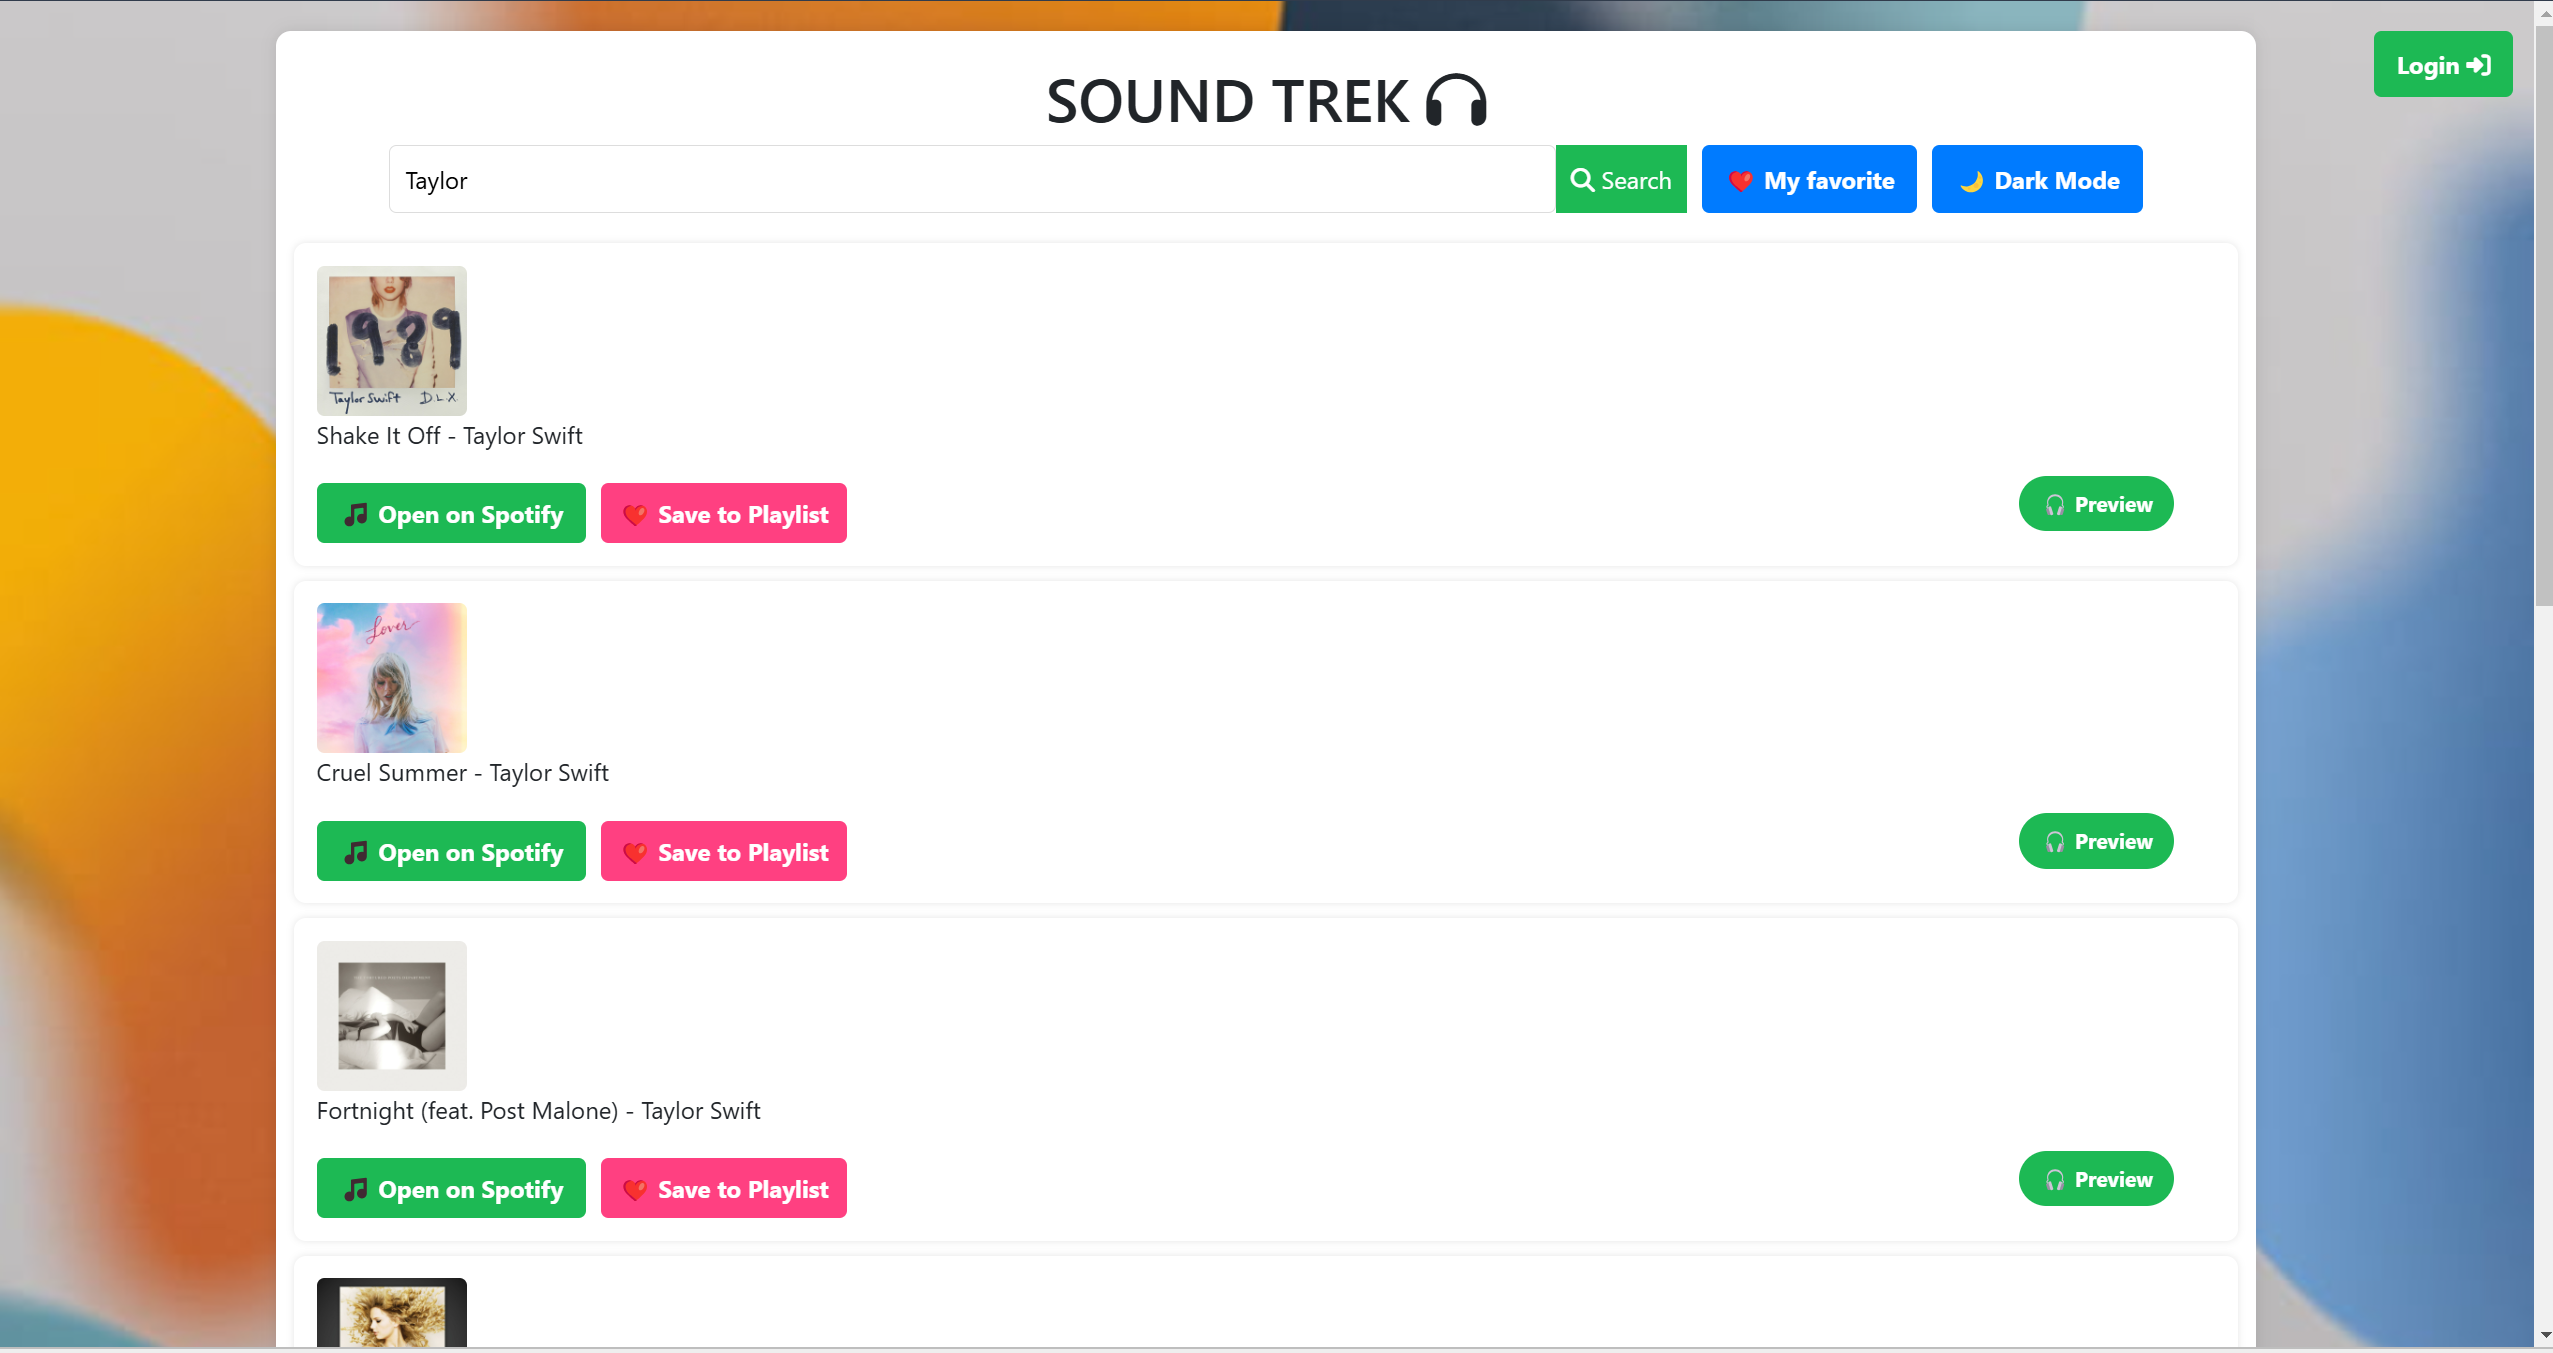 SOUND TREK
Login
Taylor
Search
My favorite
Dark Mode
1989
Taylor Swift D L X
Shake It Off - Taylor Swift
Open on Spotify
Save to Playlist
Preview
Lover
Cruel Summer - Taylor Swift
Open on Spotify
Save to Playlist
Preview
Fortnight (feat. Post Malone) - Taylor Swift
Open on Spotify
Save to Playlist
Preview